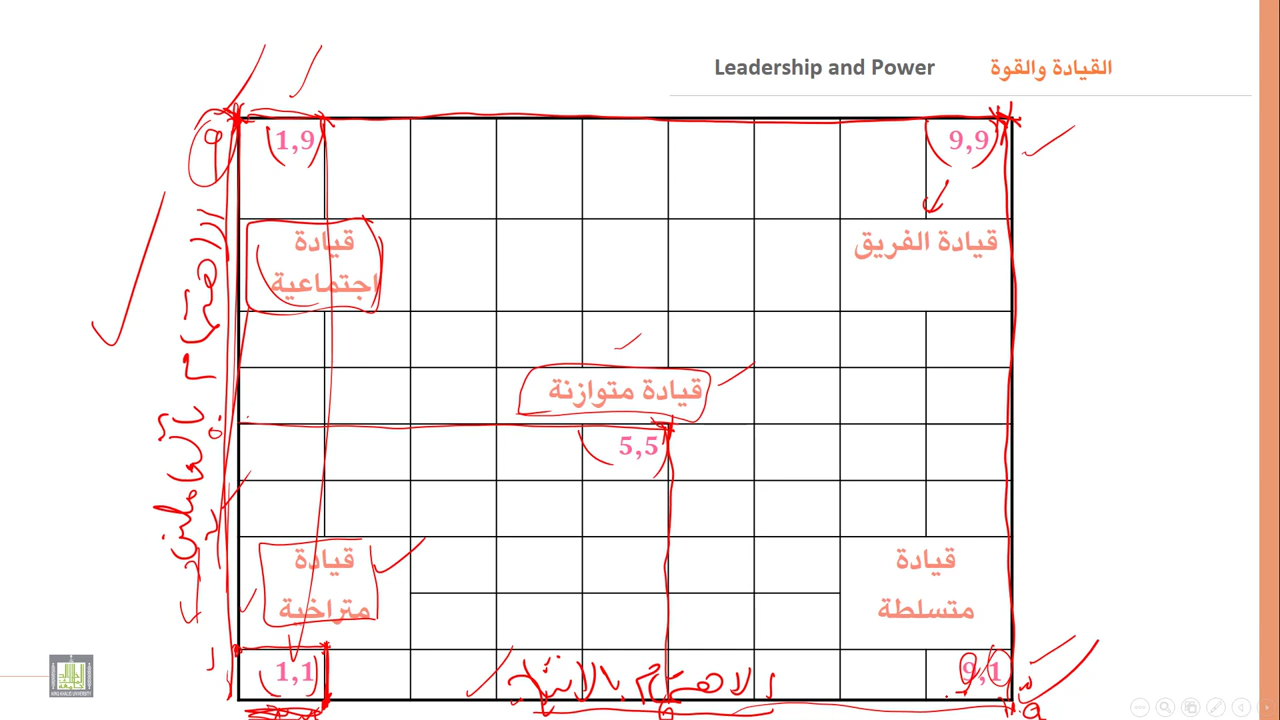 Leadership and Power القيادة والقوة
1,9
9,9
قيادة
اجتماعية
قيادة الفريق
قيادة متوازنة
5,5
قيادة
متراخية
قيادة
متسلطة
1,1
9,1
الاهتمام بالعاملين
الاهتمام بالإنتاج